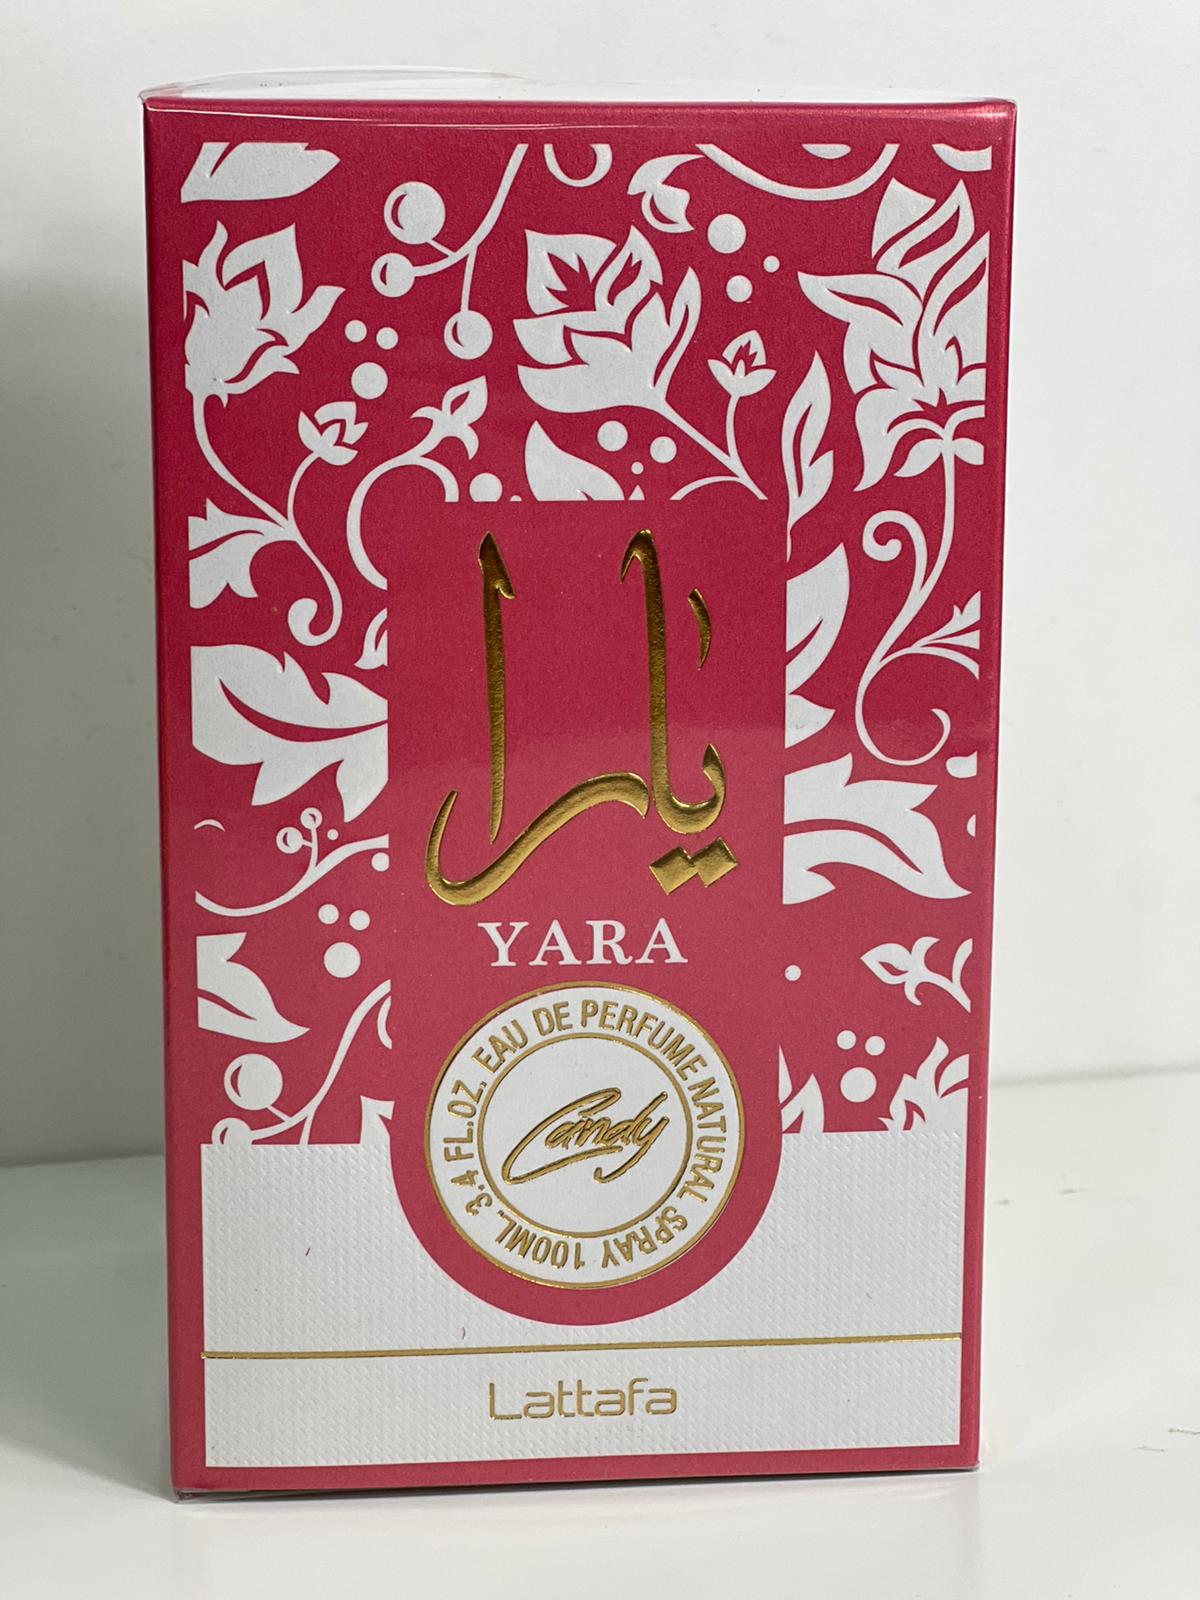 يارا
YARA
EAU DE PERFUME NATURAL SPRAY 100ML. 3.4 FL.OZ.
Candy
Lattafa